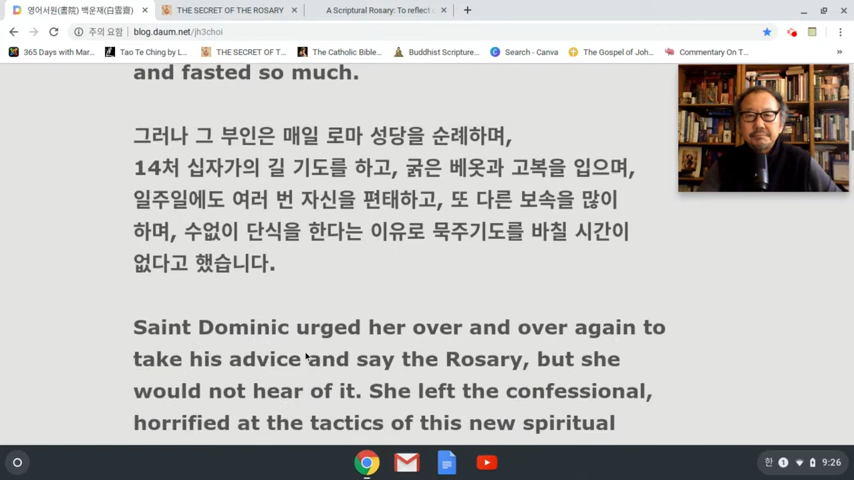 영어서원(書院) 백운재(白雲齋)
THE SECRET OF THE ROSARY
A Scriptural Rosary: To reflect
주의 요함
blog.daum.net/jh3choi
365 Days with Mar...
Tao Te Ching by L...
THE SECRET OF T...
The Catholic Bible...
Buddhist Scripture...
Search - Canva
The Gospel of Joh...
Commentary On T...
and fasted so much.
그러나 그 부인은 매일 로마 성당을 순례하며,
14처 십자가의 길 기도를 하고, 굵은 베옷과 고복을 입으며,
일주일에도 여러 번 자신을 편태하고, 또 다른 보속을 많이
하며, 수없이 단식을 한다는 이유로 묵주기도를 바칠 시간이
없다고 했습니다.
Saint Dominic urged her over and over again to
take his advice and say the Rosary, but she
would not hear of it. She left the confessional,
horrified at the tactics of this new spiritual
한
9:26